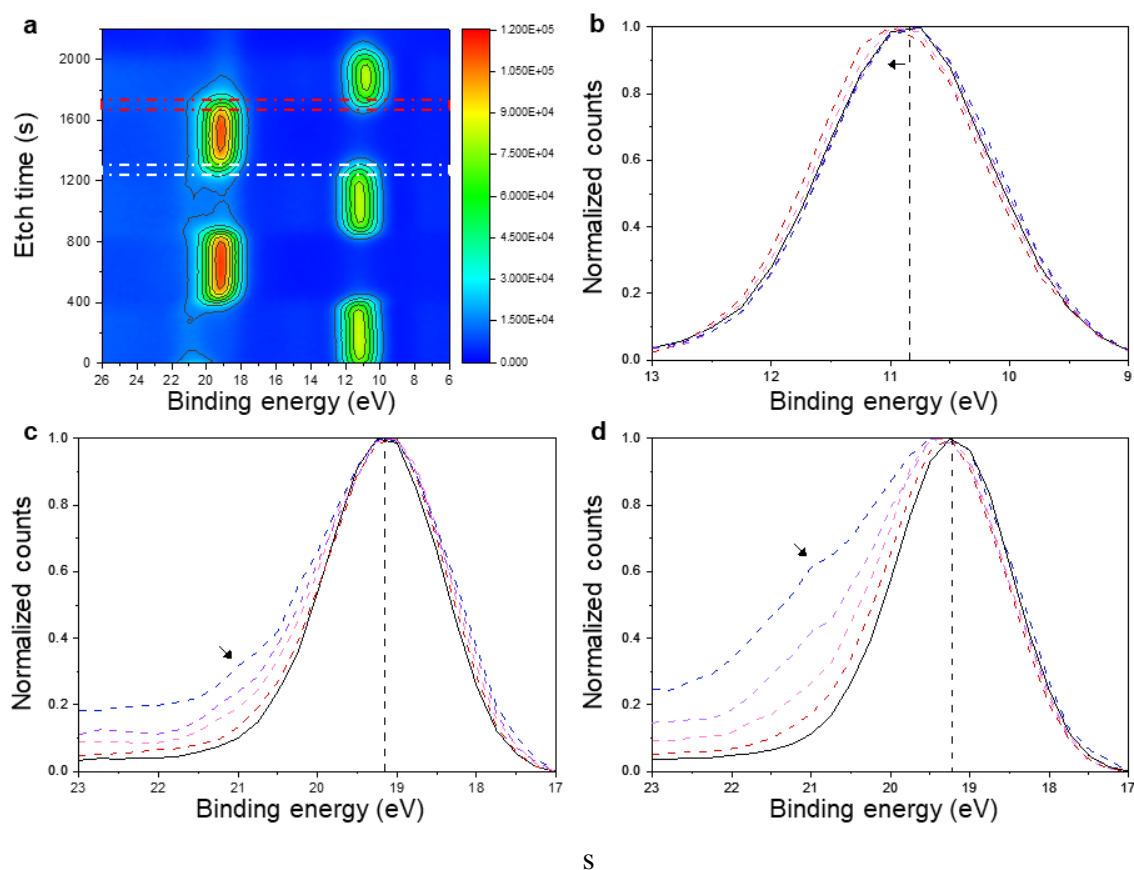 a
Etch time (s)
2000
1600
1200
800
400
0
26 24 22 20 18 16 14 12 10 8 6
Binding energy (eV)
1.200E+05
1.050E+05
9.000E+04
7.500E+04
6.000E+04
4.500E+04
3.000E+04
1.500E+04
0.000
b
Normalized counts
1.0
0.8
0.6
0.4
0.2
0.0
13 12 11 10 9
Binding energy (eV)
c
Normalized counts
1.0
0.8
0.6
0.4
0.2
0.0
23 22 21 20 19 18 17
Binding energy (eV)
d
Normalized counts
1.0
0.8
0.6
0.4
0.2
0.0
23 22 21 20 19 18 17
Binding energy (eV)
s